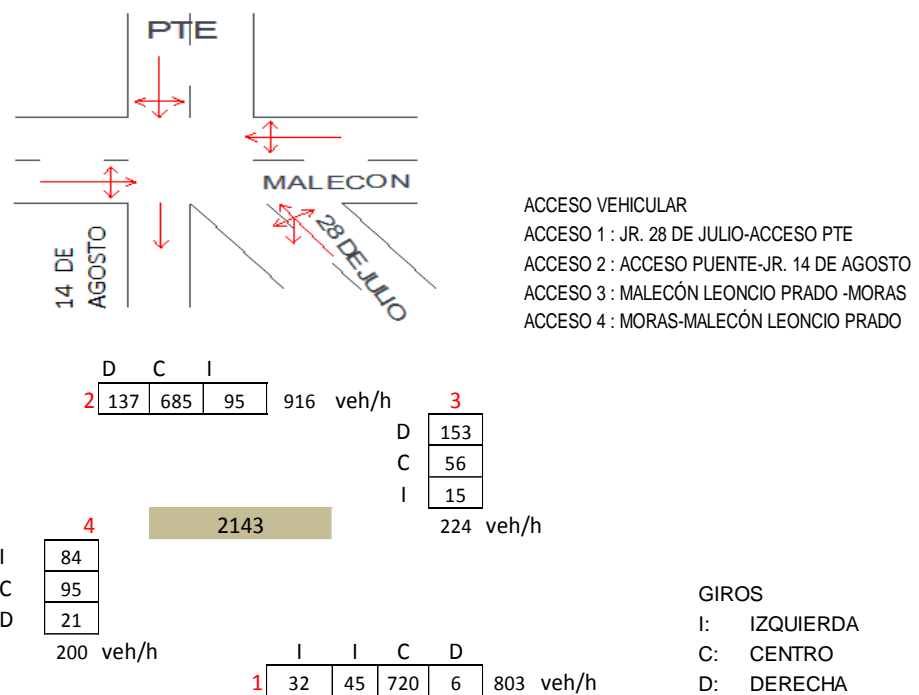 PTE
MALECON
14 DE
AGOSTO
28 DE JULIO
ACCESO VEHICULAR
ACCESO 1 : JR. 28 DE JULIO-ACCESO PTE
ACCESO 2 : ACCESO PUENTE-JR. 14 DE AGOSTO
ACCESO 3 : MALECÓN LEONCIO PRADO -MORAS
ACCESO 4 : MORAS-MALECÓN LEONCIO PRADO
D C I
2 137 685 95 916 veh/h
3
D 153
C 56
I 15
224 veh/h
2143
4
I 84
C 95
D 21
200 veh/h
I I C D
1 32 45 720 6 803 veh/h
GIROS
I: IZQUIERDA
C: CENTRO
D: DERECHA